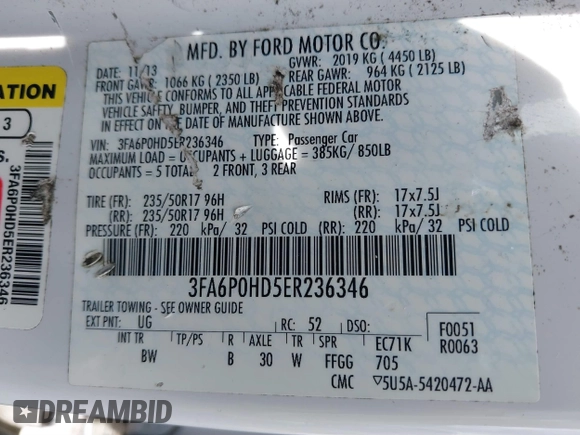 MFD. BY FORD MOTOR CO.
DATE: 11/13 GVWR: 2019 KG ( 4450 LB)
FRONT GAWR: 1066 KG ( 2350 LB) REAR GAWR: 964 KG ( 2125 LB)
THIS VEHICLE CONFORMS TO ALL APPLICABLE FEDERAL MOTOR
VEHICLE SAFETY, BUMPER, AND THEFT PREVENTION STANDARDS
IN EFFECT ON THE DATE OF MANUFACTURE SHOWN ABOVE.
VIN: 3FA6P0HD5ER236346 TYPE: Passenger Car
MAXIMUM LOAD = OCCUPANTS + LUGGAGE = 385KG/ 850LB
OCCUPANTS = 5 TOTAL 2 FRONT, 3 REAR
TIRE (FR): 235/50R17 96H RIMS (FR): 17x7.5J
(RR): 235/50R17 96H (RR): 17x7.5J
PRESSURE (FR): 220 kPa/ 32 PSI COLD (RR): 220 kPa/ 32 PSI COLD
3FA6P0HD5ER236346
TRAILER TOWING - SEE OWNER GUIDE
EXT PNT: UG RC: 52 DSO: F0051
INT TR TP/PS R AXLE TR SPR EC71K R0063
BW B 30 W FFGG 705
CMC ▽5U5A-5420472-AA
ATION
3
3FA6P0HD5ER236346
DREAMBID